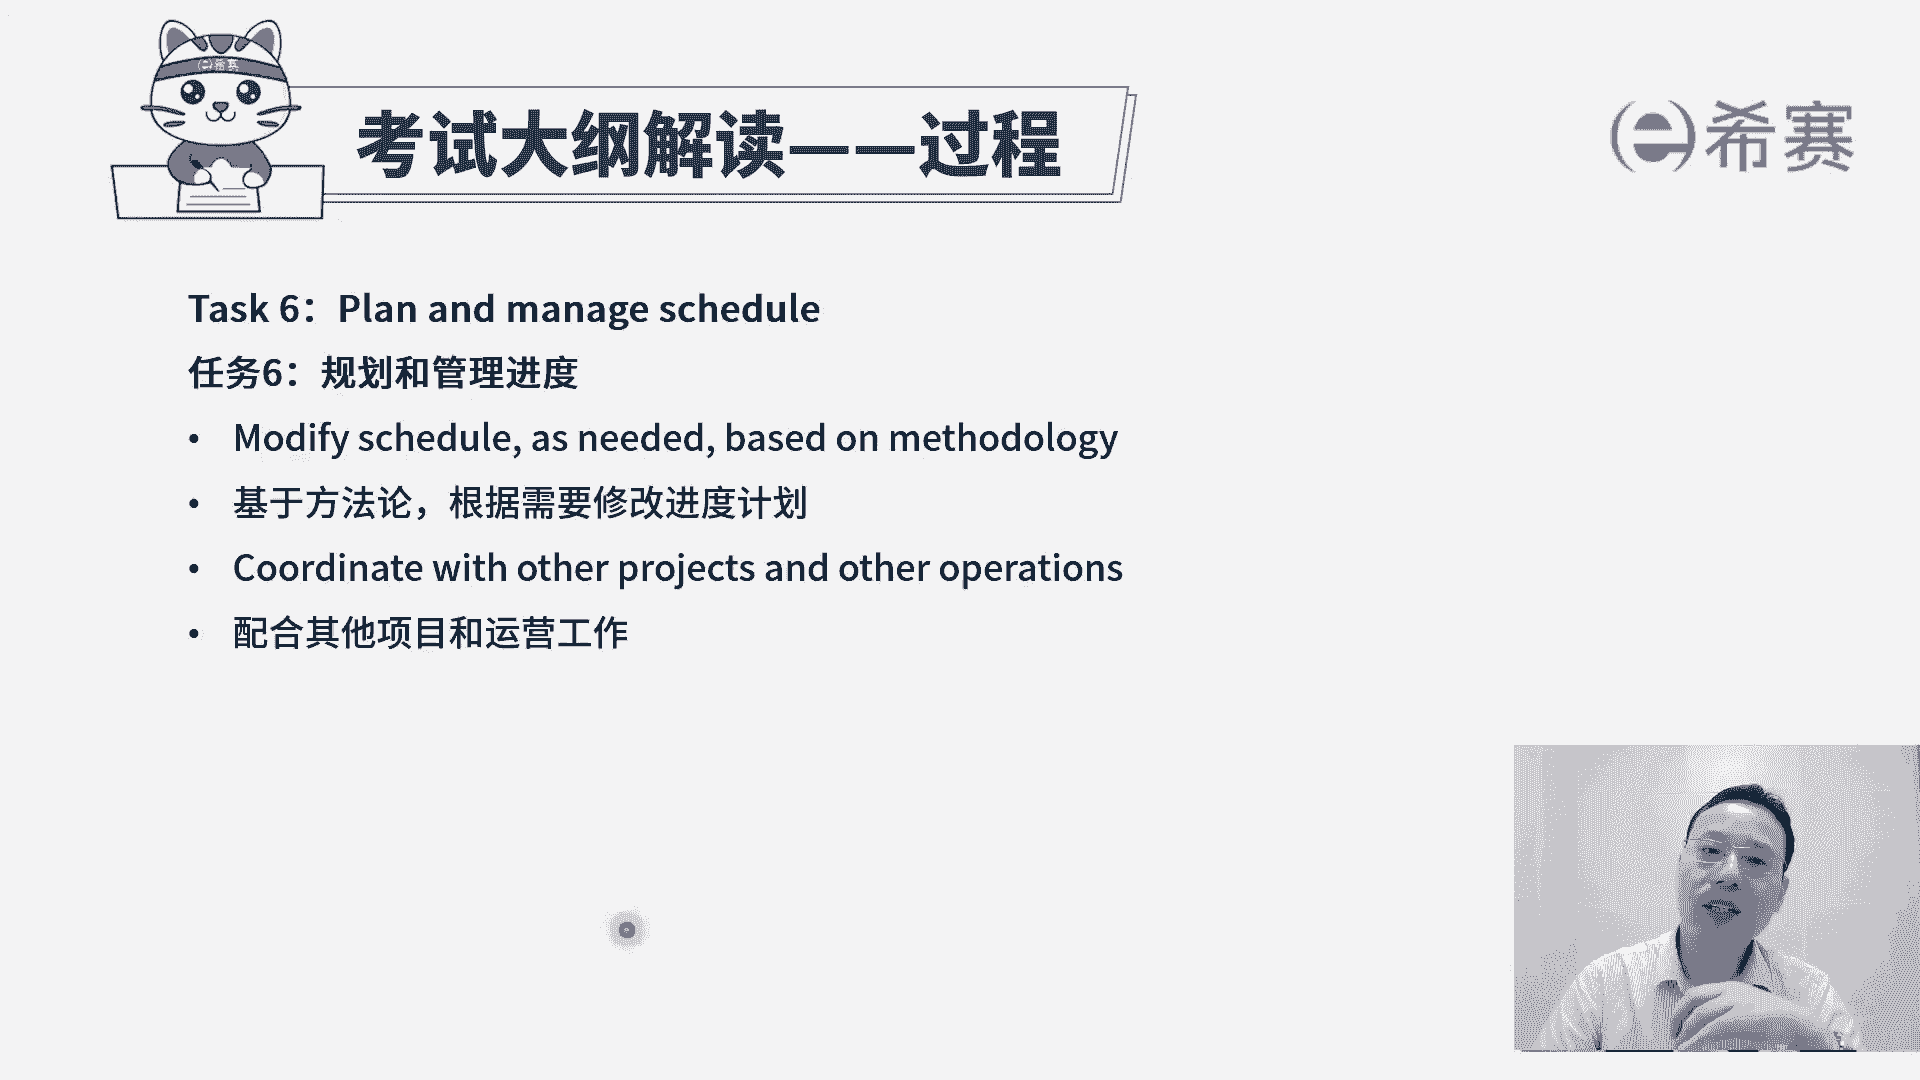 希赛
考试大纲解读——过程
希赛
Task 6：Plan and manage schedule
任务6：规划和管理进度
• Modify schedule, as needed, based on methodology
• 基于方法论，根据需要修改进度计划
• Coordinate with other projects and other operations
• 配合其他项目和运营工作